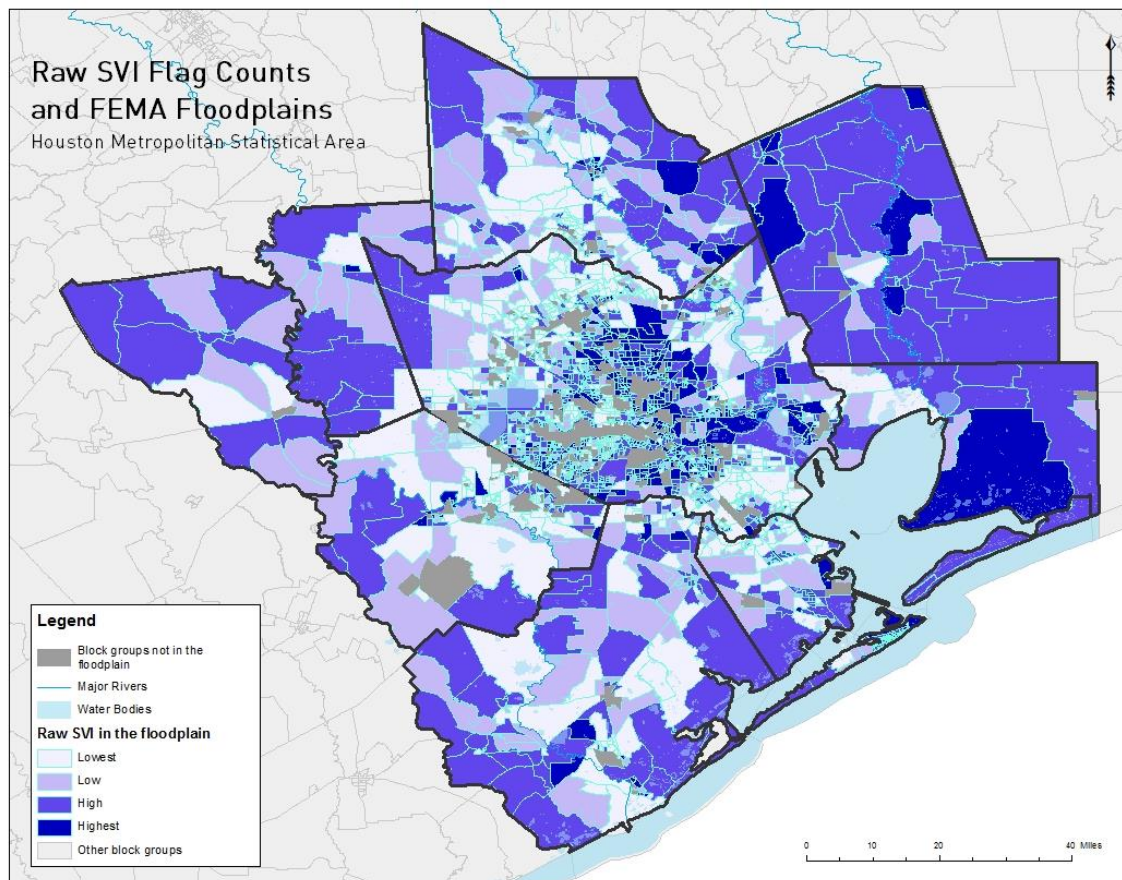 Raw SVI Flag Counts
and FEMA Floodplains
Houston Metropolitan Statistical Area
Legend
Block groups not in the
floodplain
Major Rivers
Water Bodies
Raw SVI in the floodplain
Lowest
Low
High
Highest
Other block groups
0 10 20 40 Miles